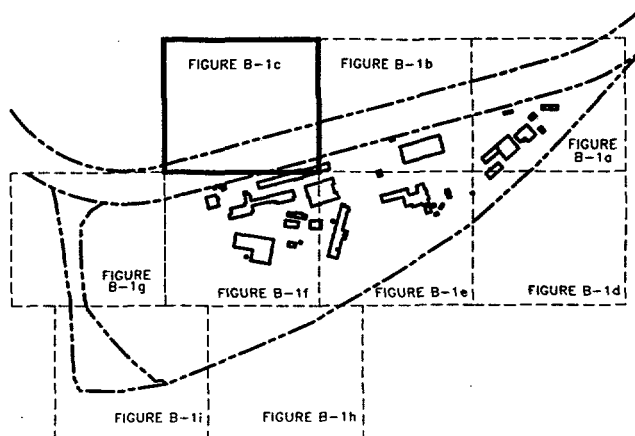 FIGURE B-1c
FIGURE B-1b
FIGURE
B-1a
FIGURE
B-1g
FIGURE B-1f
FIGURE B-1e
FIGURE B-1d
FIGURE B-1i
FIGURE B-1h